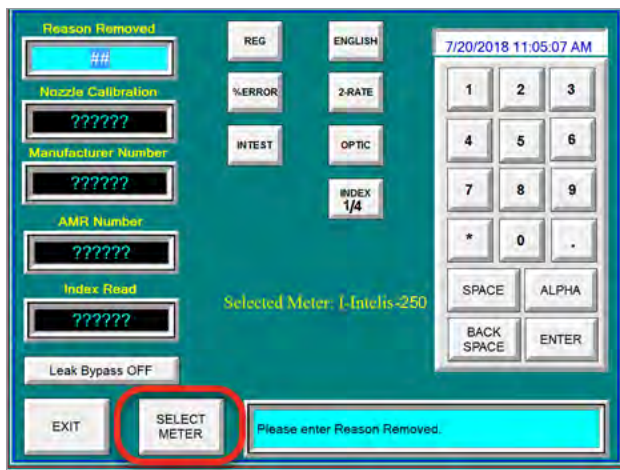 Reason Removed
##
Nozzle Calibration
??????
Manufacturer Number
??????
AMR Number
??????
Index Read
??????
Leak Bypass OFF
EXIT
SELECT
METER
REG
ENGLISH
%ERROR
2-RATE
INTEST
OPTIC
INDEX
1/4
Selected Meter: I-Intelis-250
7/20/2018 11:05:07 AM
1 2 3
4 5 6
7 8 9
* 0 .
SPACE ALPHA
BACK
SPACE
ENTER
Please enter Reason Removed.